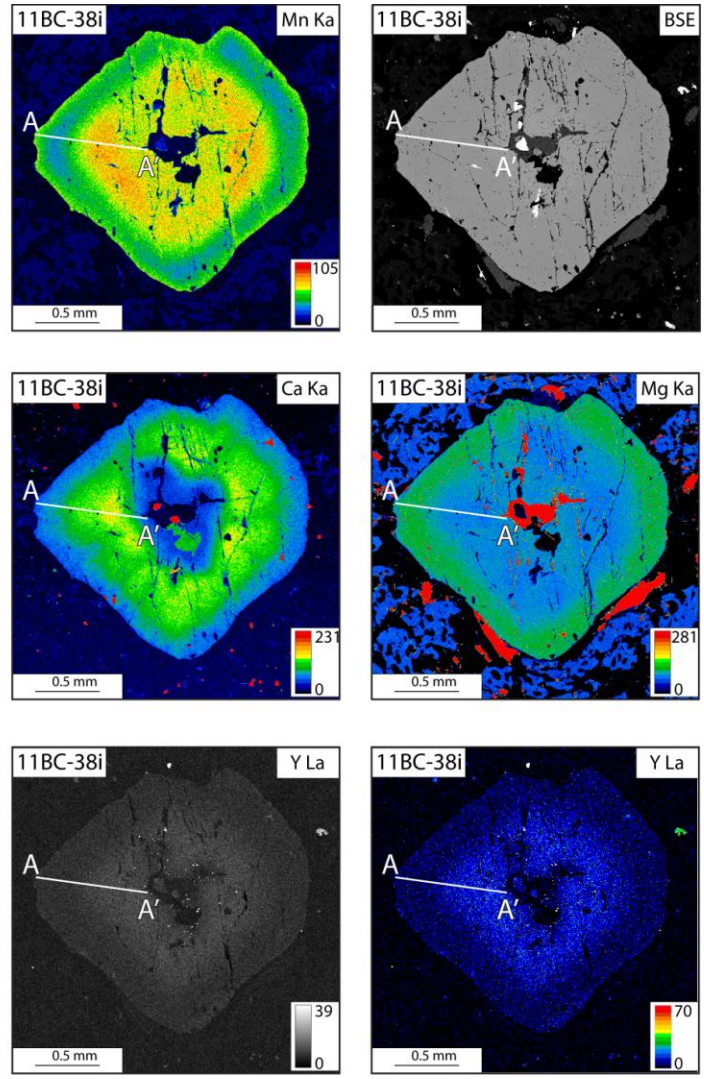 11BC-38i Mn Ka
A
A'
105
0
0.5 mm
11BC-38i BSE
A
A'
0.5 mm
11BC-38i Ca Ka
A
A'
231
0
0.5 mm
11BC-38i Mg Ka
A
A'
281
0
0.5 mm
11BC-38i Y La
A
A'
39
0
0.5 mm
11BC-38i Y La
A
A'
70
0
0.5 mm